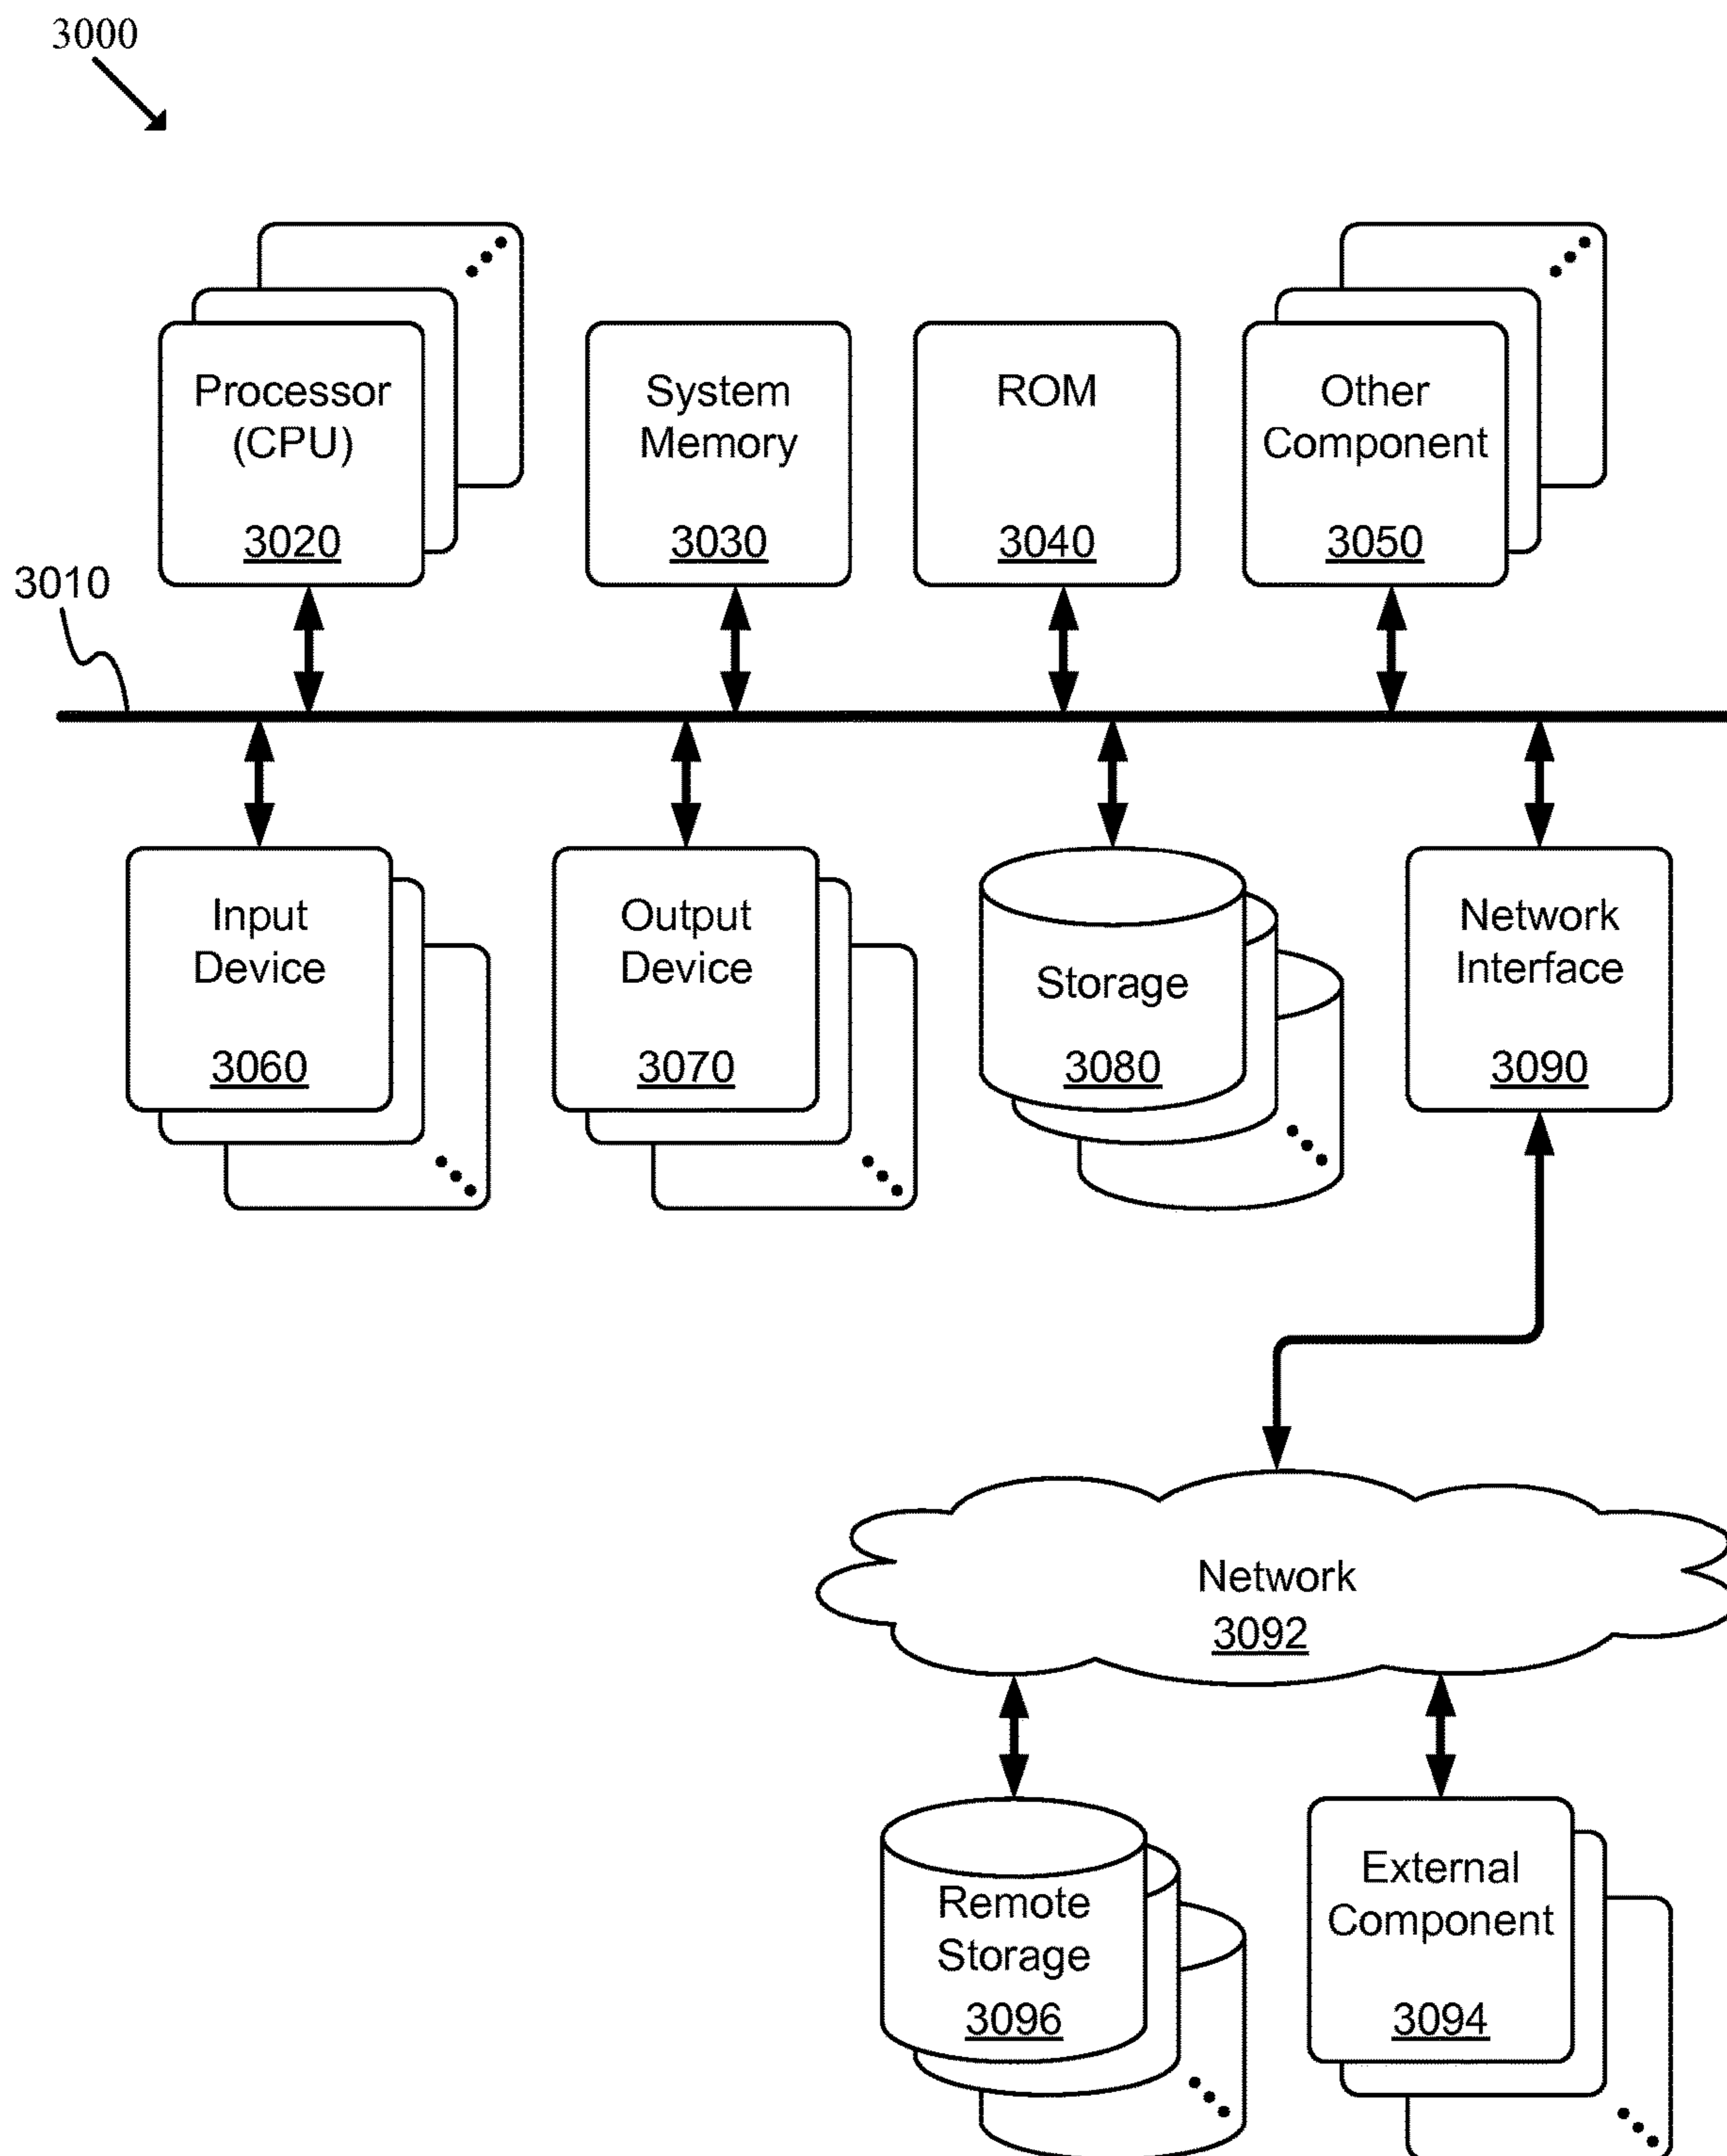 3000
Processor
(CPU)
3020
System
Memory
3030
ROM
3040
Other
Component
3050
3010
Input
Device
3060
Output
Device
3070
Storage
3080
Network
Interface
3090
Network
3092
Remote
Storage
3096
External
Component
3094